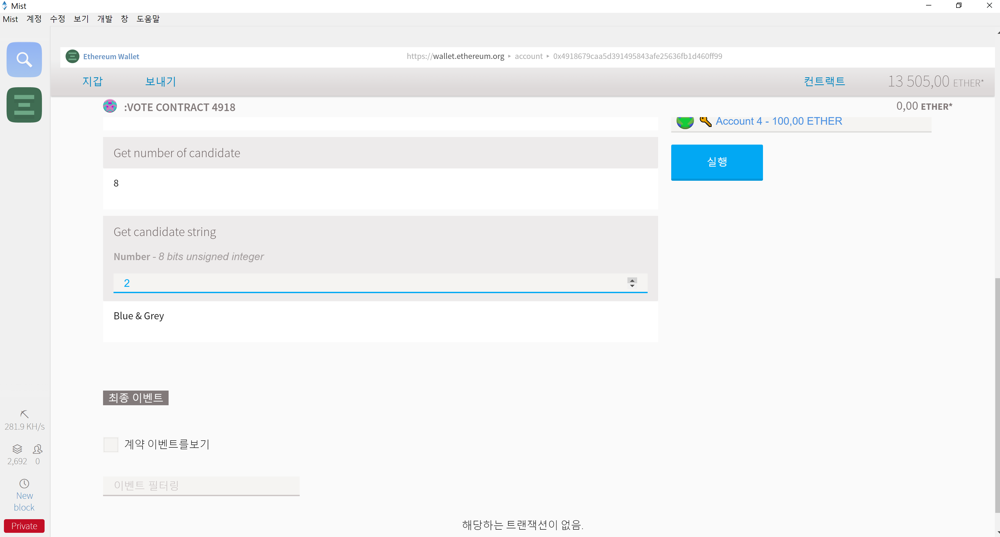 Mist
Mist 계정 수정 보기 개발 창 도움말
Ethereum Wallet
https://wallet.ethereum.org ▸ account ▸ 0x4918679caa5d391495843afe25636fb1d460ff99
지갑 보내기 컨트랙트 13 505,00 ETHER*
:VOTE CONTRACT 4918 0,00 ETHER*
Account 4 - 100,00 ETHER
실행
Get number of candidate
8
Get candidate string
Number - 8 bits unsigned integer
2
Blue & Grey
최종 이벤트
계약 이벤트를보기
이벤트 필터링
해당하는 트랜잭션이 없음.
281.9 KH/s
2,692 0
New
block
Private